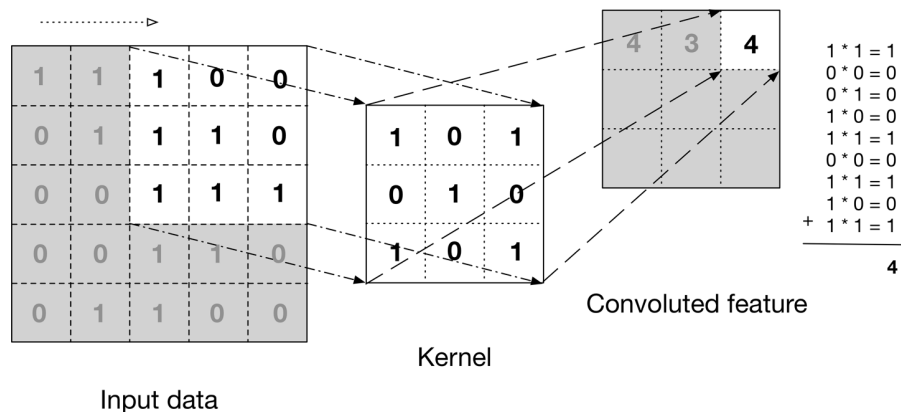 1 1 1 0 0
0 1 1 1 0
0 0 1 1 1
0 0 1 1 0
0 1 1 0 0
Input data
1 0 1
0 1 0
1 0 1
Kernel
4 3 4
Convoluted feature
1 * 1 = 1
0 * 0 = 0
0 * 1 = 0
1 * 0 = 0
1 * 1 = 1
0 * 0 = 0
1 * 1 = 1
1 * 0 = 0
+ 1 * 1 = 1
4